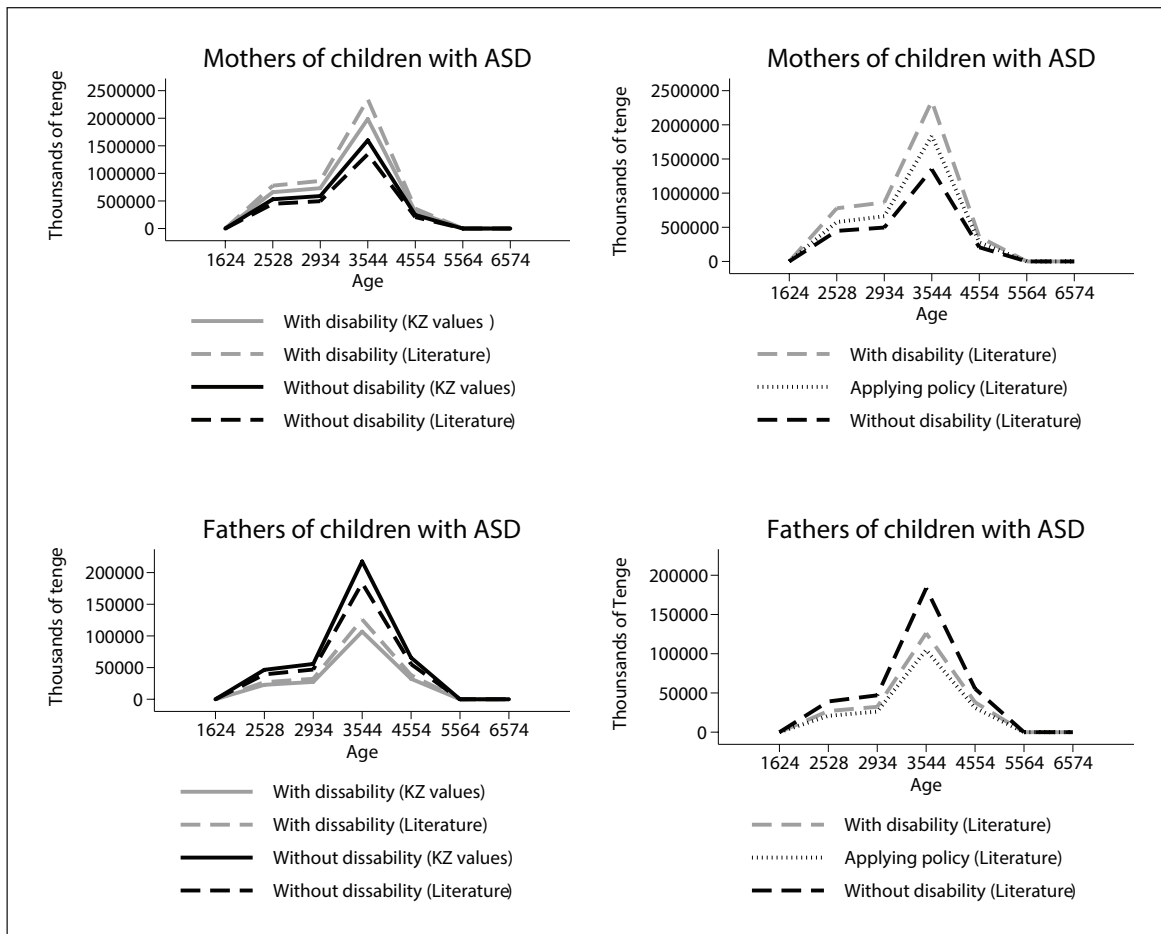 Mothers of children with ASD
Thounsands of tenge
2500000
2000000
1500000
1000000
500000
0
1624 2528 2934 3544 4554 5564 6574
Age
With disability (KZ values )
With disability (Literature)
Without disability (KZ values)
Without disability (Literature)
Mothers of children with ASD
Thounsands of tenge
2500000
2000000
1500000
1000000
500000
0
1624 2528 2934 3544 4554 5564 6574
Age
With disability (Literature)
Applying policy (Literature)
Without disability (Literature)
Fathers of children with ASD
Thounsands of tenge
200000
150000
100000
50000
0
1624 2528 2934 3544 4554 5564 6574
Age
With dissability (KZ values)
With dissability (Literature)
Without dissability (KZ values)
Without dissability (Literature)
Fathers of children with ASD
Thounsands of Tenge
200000
150000
100000
50000
0
1624 2528 2934 3544 4554 5564 6574
Age
With disability (Literature)
Applying policy (Literature)
Without disability (Literature)